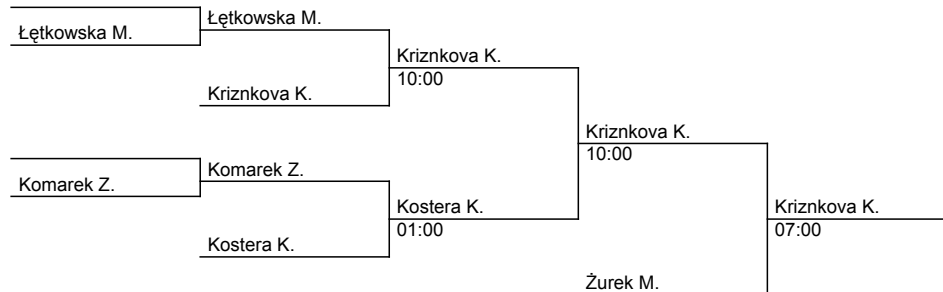 Łętkowska M.
Łętkowska M.
Kriznkova K.
10:00
Kriznkova K.
Kriznkova K.
10:00
Komarek Z.
Komarek Z.
Kostera K.
01:00
Kriznkova K.
07:00
Kostera K.
Żurek M.